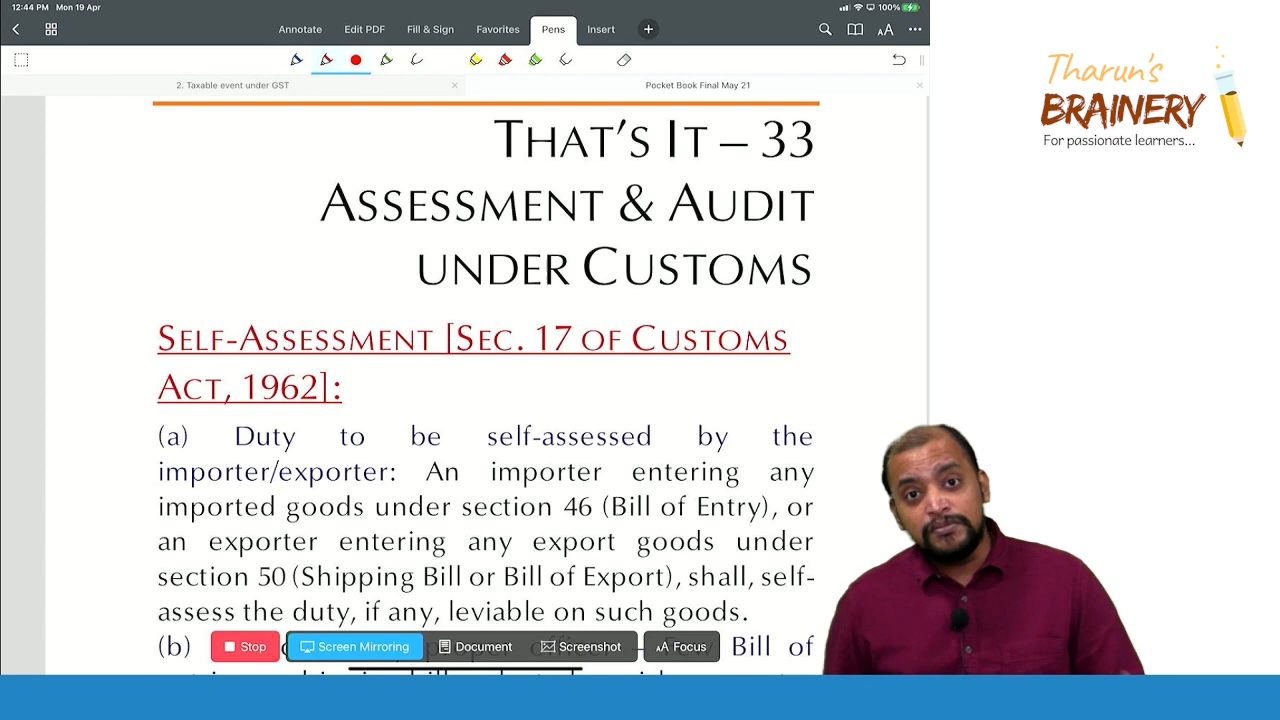 12:44 PM Mon 19 Apr
100%
Annotate Edit PDF Fill & Sign Favorites Pens Insert
2. Taxable event under GST
Pocket Book Final May 21
THAT'S IT – 33
ASSESSMENT & AUDIT
UNDER CUSTOMS
SELF-ASSESSMENT [SEC. 17 OF CUSTOMS
ACT, 1962]:
(a) Duty to be self-assessed by the
importer/exporter: An importer entering any
imported goods under section 46 (Bill of Entry), or
an exporter entering any export goods under
section 50 (Shipping Bill or Bill of Export), shall, self-
assess the duty, if any, leviable on such goods.
(b) Bill of
Stop Screen Mirroring Document Screenshot AA Focus
Tharun's
BRAINERY
For passionate learners...